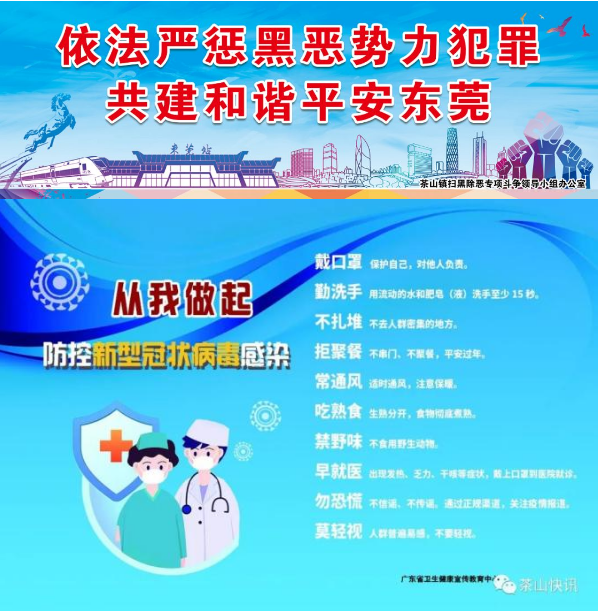 依法严惩黑恶势力犯罪
共建和谐平安东莞
东莞站
茶山镇扫黑除恶专项斗争领导小组办公室
从我做起
防控新型冠状病毒感染
戴口罩 保护自己，对他人负责。
勤洗手 用流动的水和肥皂（液）洗手至少15秒。
不扎堆 不去人群密集的地方。
拒聚餐 不串门、不聚餐，平安过年。
常通风 适时通风，注意保暖。
吃熟食 生熟分开，食物彻底煮熟。
禁野味 不食用野生动物。
早就医 出现发热、乏力、干咳等症状，戴上口罩到医院就诊。
勿恐慌 不信谣、不传谣，通过正规渠道，关注疫情报道。
莫轻视 人群普遍易感，不要轻视。
广东省卫生健康宣传教育中心
茶山快讯